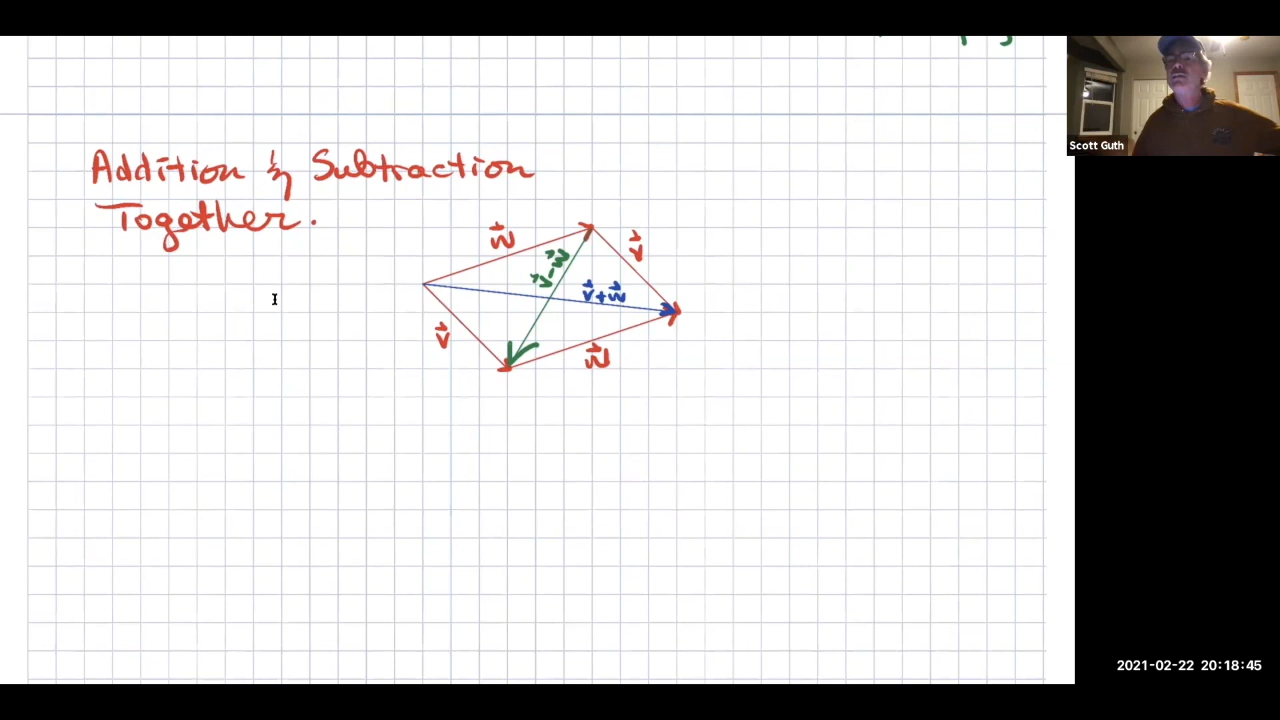 Scott Guth
Addition & Subtraction
Together.
w⃗
v⃗
v⃗-w⃗
v⃗+w⃗
v⃗
w⃗
2021-02-22 20:18:45